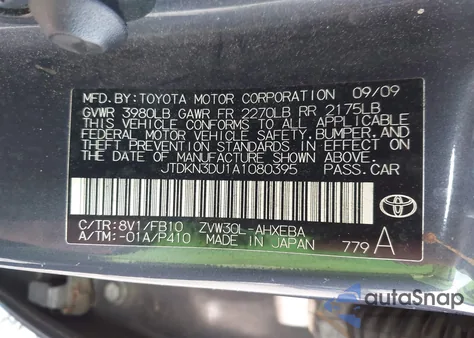 MFD.BY:TOYOTA MOTOR CORPORATION 09/09
GVWR 3980LB GAWR FR 2270LB RR 2175LB
THIS VEHICLE CONFORMS TO ALL APPLICABLE
FEDERAL MOTOR VEHICLE SAFETY,BUMPER,AND
THEFT PREVENTION STANDARDS IN EFFECT ON
THE DATE OF MANUFACTURE SHOWN ABOVE.
JTDKN3DU1A1080395 PASS.CAR
C/TR:8V1/FB10 ZVW30L-AHXEBA
A/TM:-01A/P410 MADE IN JAPAN 779 A
autoSnap